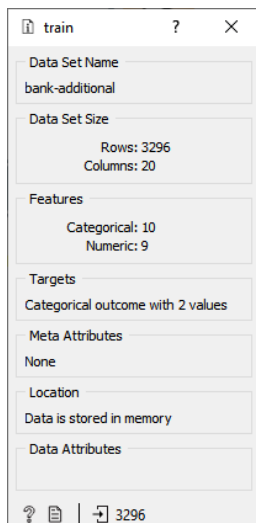 train ? ×
Data Set Name
bank-additional
Data Set Size
Rows: 3296
Columns: 20
Features
Categorical: 10
Numeric: 9
Targets
Categorical outcome with 2 values
Meta Attributes
None
Location
Data is stored in memory
Data Attributes
? 3296